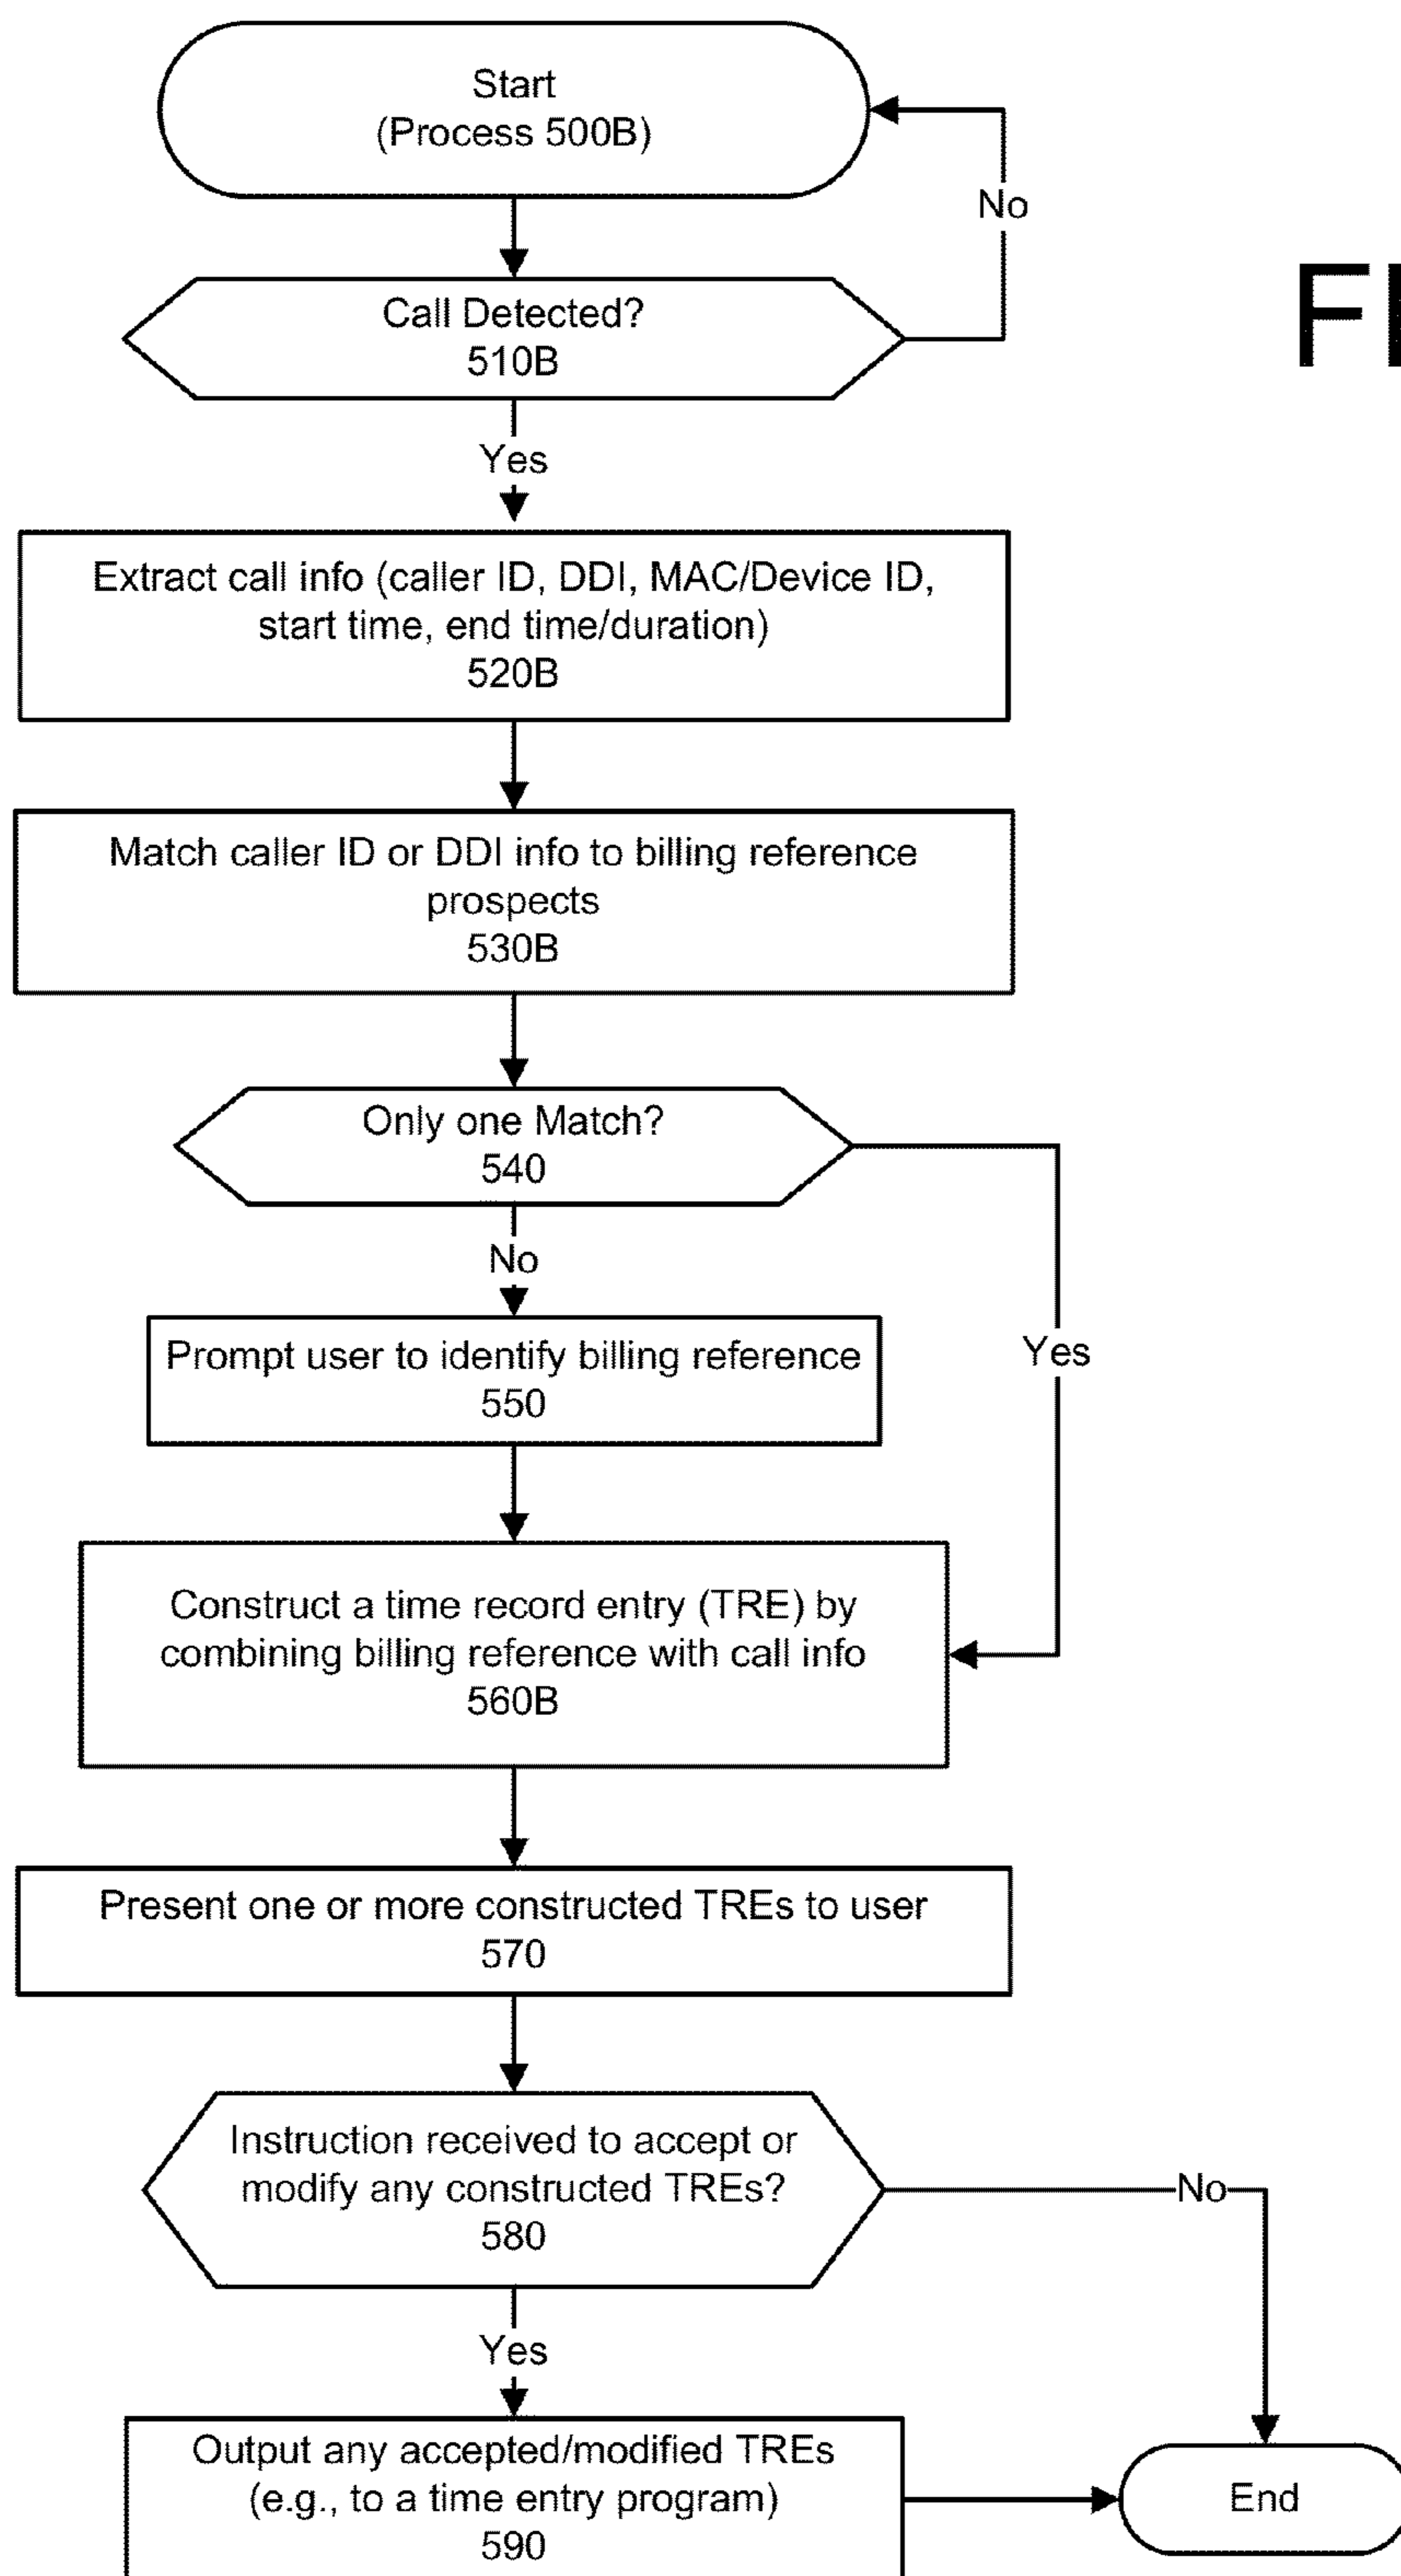 Start
(Process 500B)
No
Call Detected?
510B
Yes
Extract call info (caller ID, DDI, MAC/Device ID,
start time, end time/duration)
520B
Match caller ID or DDI info to billing reference
prospects
530B
Only one Match?
540
No
Yes
Prompt user to identify billing reference
550
Construct a time record entry (TRE) by
combining billing reference with call info
560B
Present one or more constructed TREs to user
570
Instruction received to accept or
modify any constructed TREs?
580
No
Yes
Output any accepted/modified TREs
(e.g., to a time entry program)
590
End